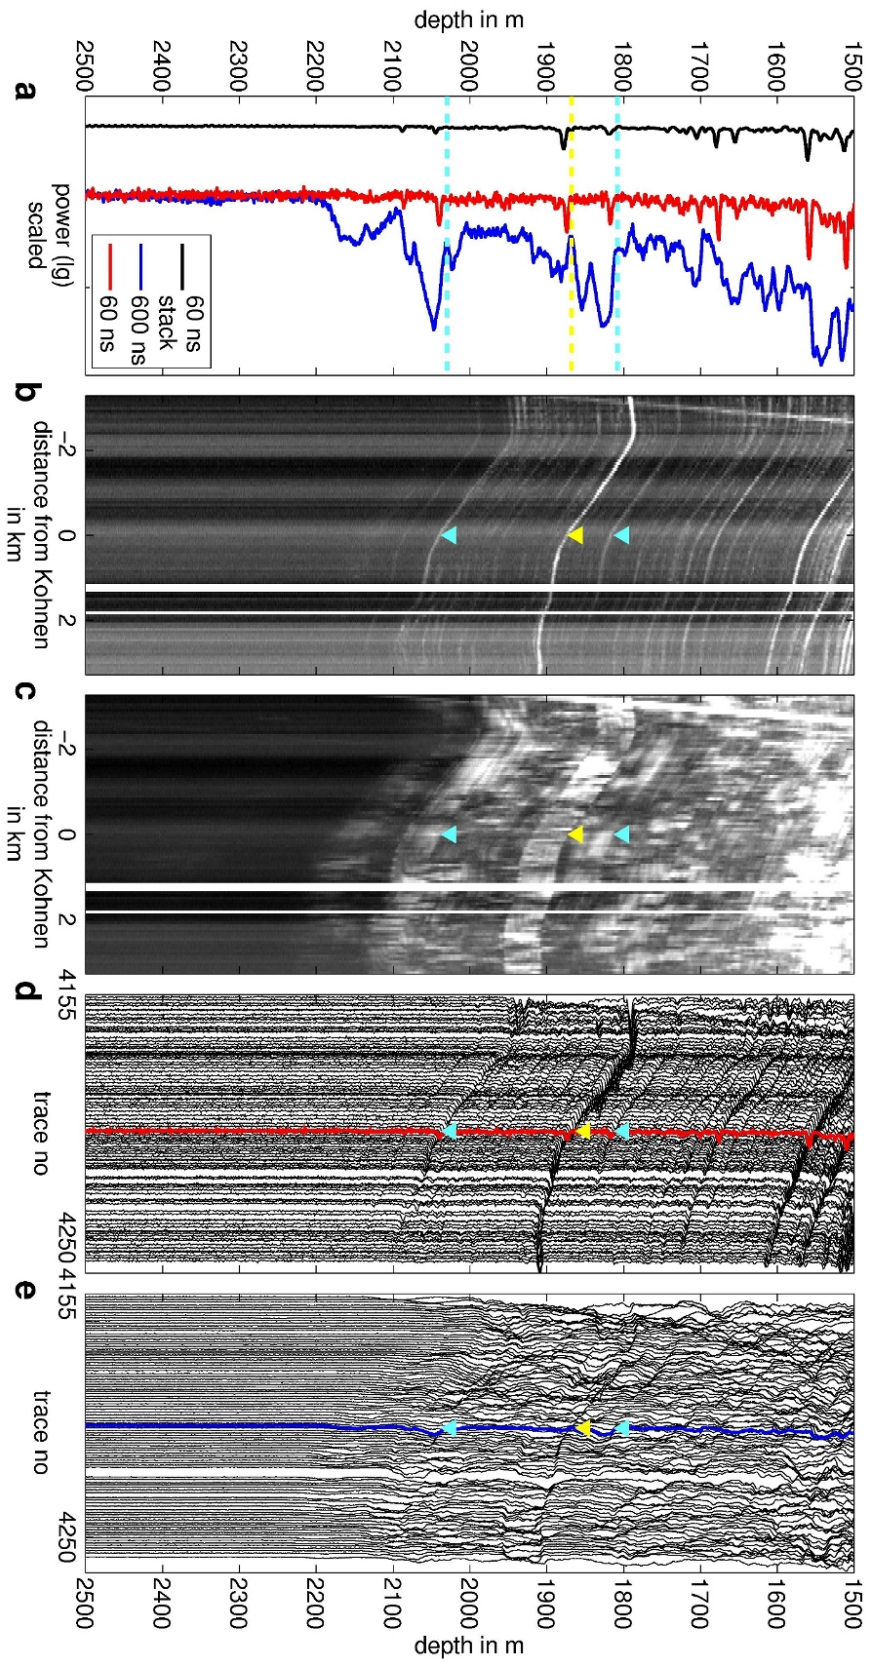 depth in m
2500
2400
2300
2200
2100
2000
1900
1800
1700
1600
1500
a
power (lg)
scaled
60 ns
stack
600 ns
60 ns
b
−2
0
2
distance from Kohnen
in km
c
−2
0
2
distance from Kohnen
in km
d
4155
trace no
4250
e
4155
trace no
4250
2500
2400
2300
2200
2100
2000
1900
1800
1700
1600
1500
depth in m